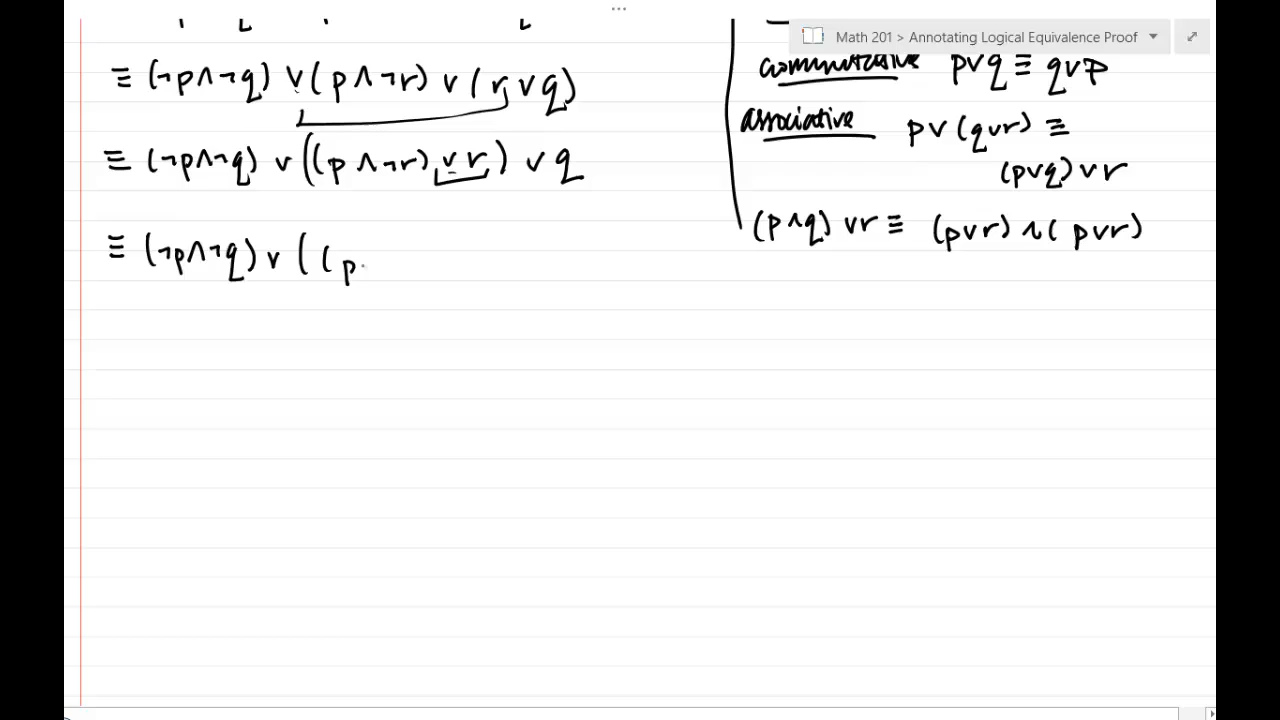 ≡ (¬p∧¬q) ∨ (p∧¬r) ∨ (r∨q)
≡ (¬p∧¬q) ∨ ((p∧¬r) ∨ r) ∨ q
≡ (¬p∧¬q) ∨ ((p
Math 201 > Annotating Logical Equivalence Proof
commutative p∨q ≡ q∨p
associative p∨(q∨r) ≡
(p∨q)∨r
(p∧q)∨r ≡ (p∨r)∧(p∨r)